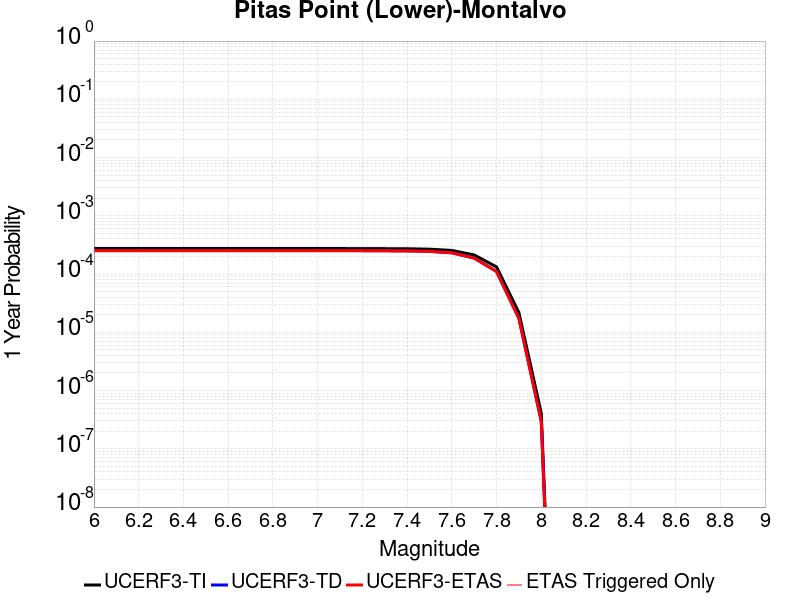 Pitas Point (Lower)-Montalvo
10^0
10^-1
10^-2
10^-3
10^-4
10^-5
10^-6
10^-7
10^-8
1 Year Probability
6 6.2 6.4 6.6 6.8 7 7.2 7.4 7.6 7.8 8 8.2 8.4 8.6 8.8 9
Magnitude
UCERF3-TI UCERF3-TD UCERF3-ETAS ETAS Triggered Only